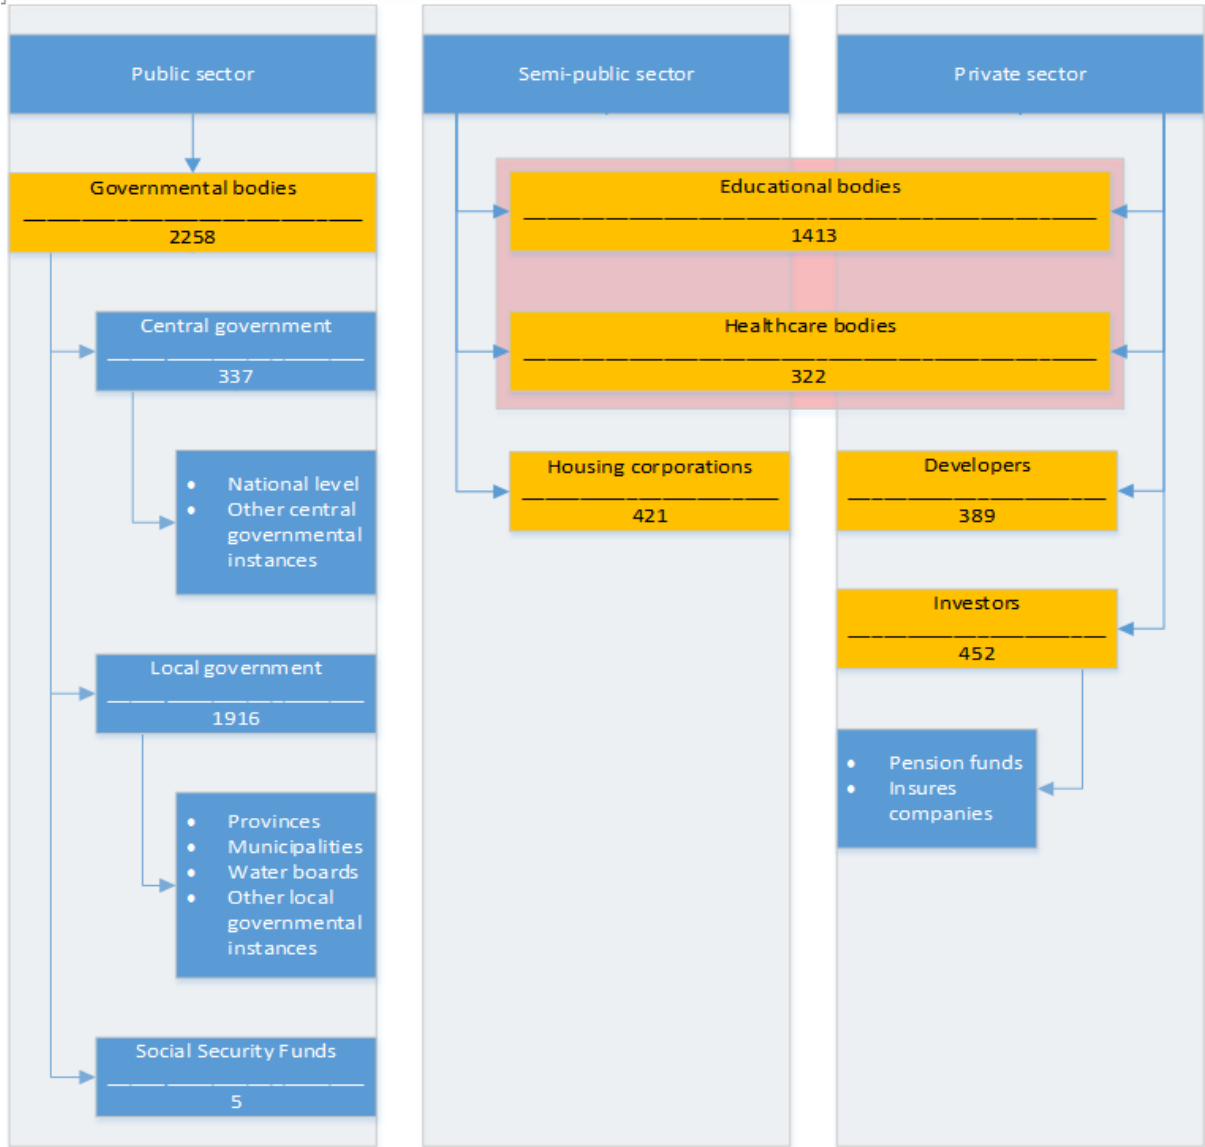 Public sector
Governmental bodies
2258
Central government
337
• National level
• Other central
governmental
instances
Local government
1916
• Provinces
• Municipalities
• Water boards
• Other local
governmental
instances
Social Security Funds
5
Semi-public sector
Private sector
Educational bodies
1413
Healthcare bodies
322
Housing corporations
421
Developers
389
Investors
452
• Pension funds
• Insures
companies